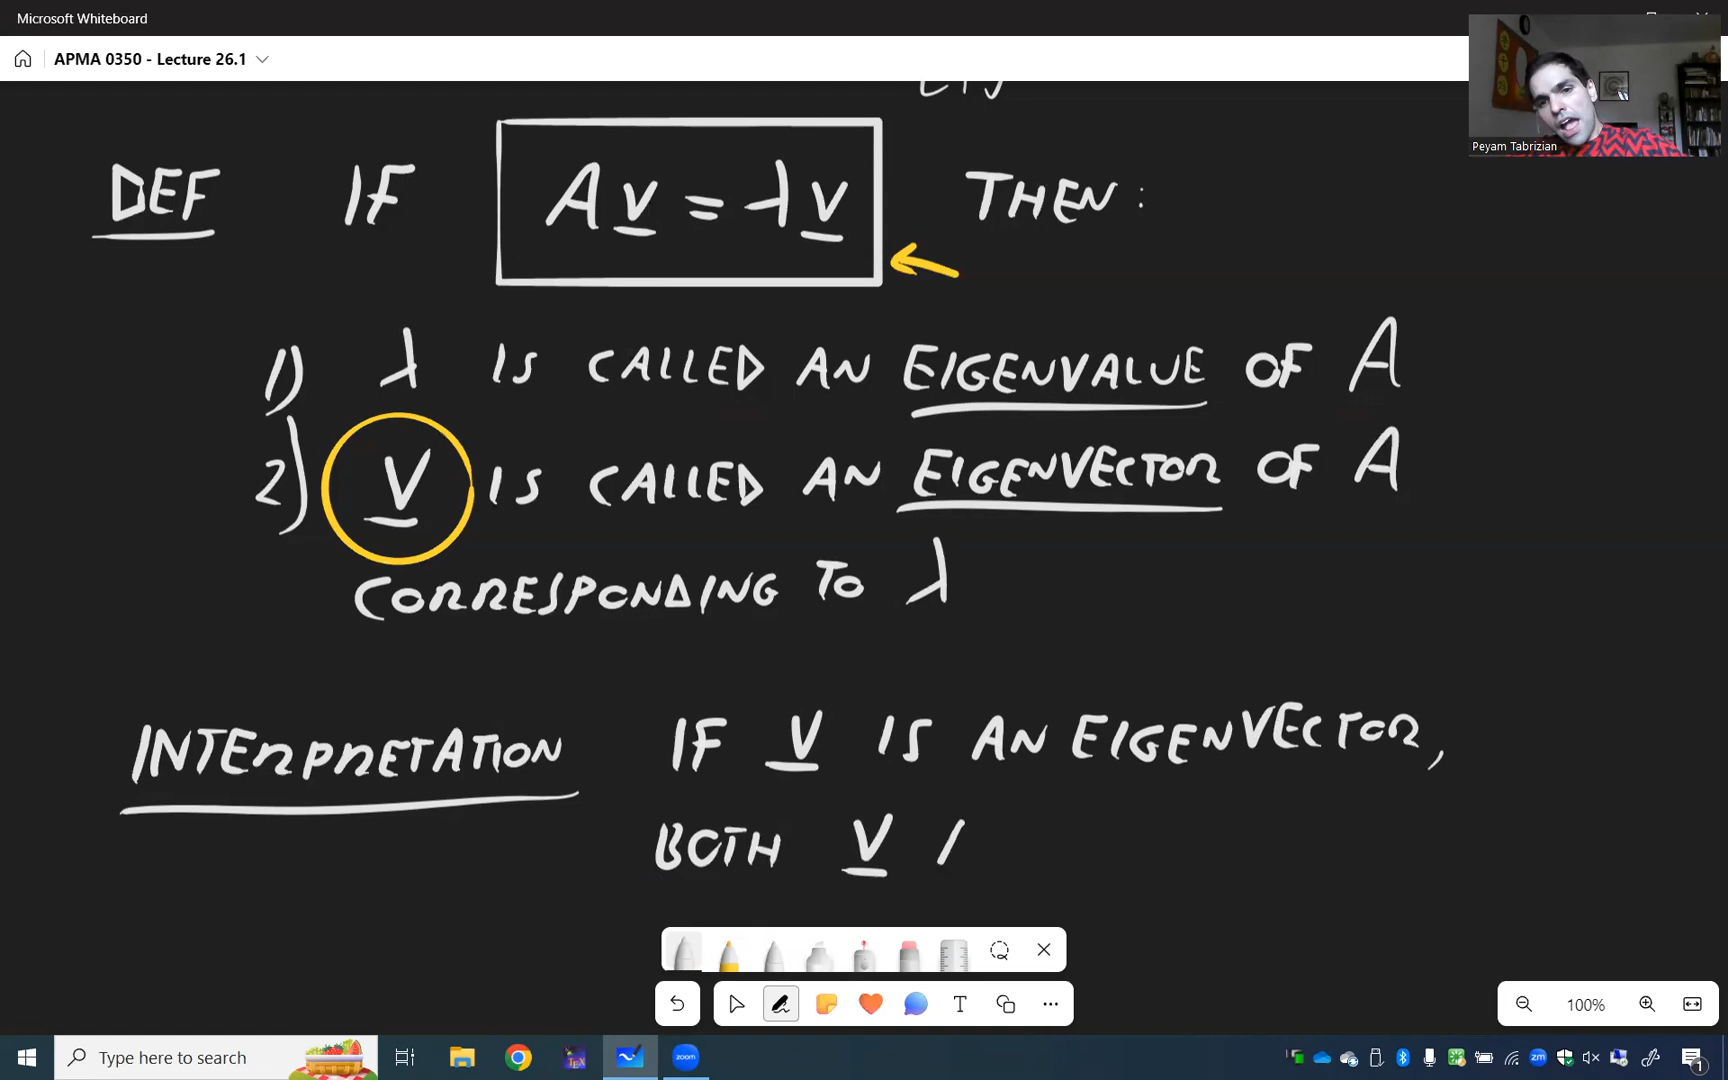 Microsoft Whiteboard
APMA 0350 - Lecture 26.1
Peyam Tabrizian
DEF IF Av = λv THEN:
1) λ IS CALLED AN EIGENVALUE OF A
2) V IS CALLED AN EIGENVECTOR OF A
CORRESPONDING TO λ
INTERPRETATION IF V IS AN EIGENVECTOR,
BOTH V
100%
Type here to search